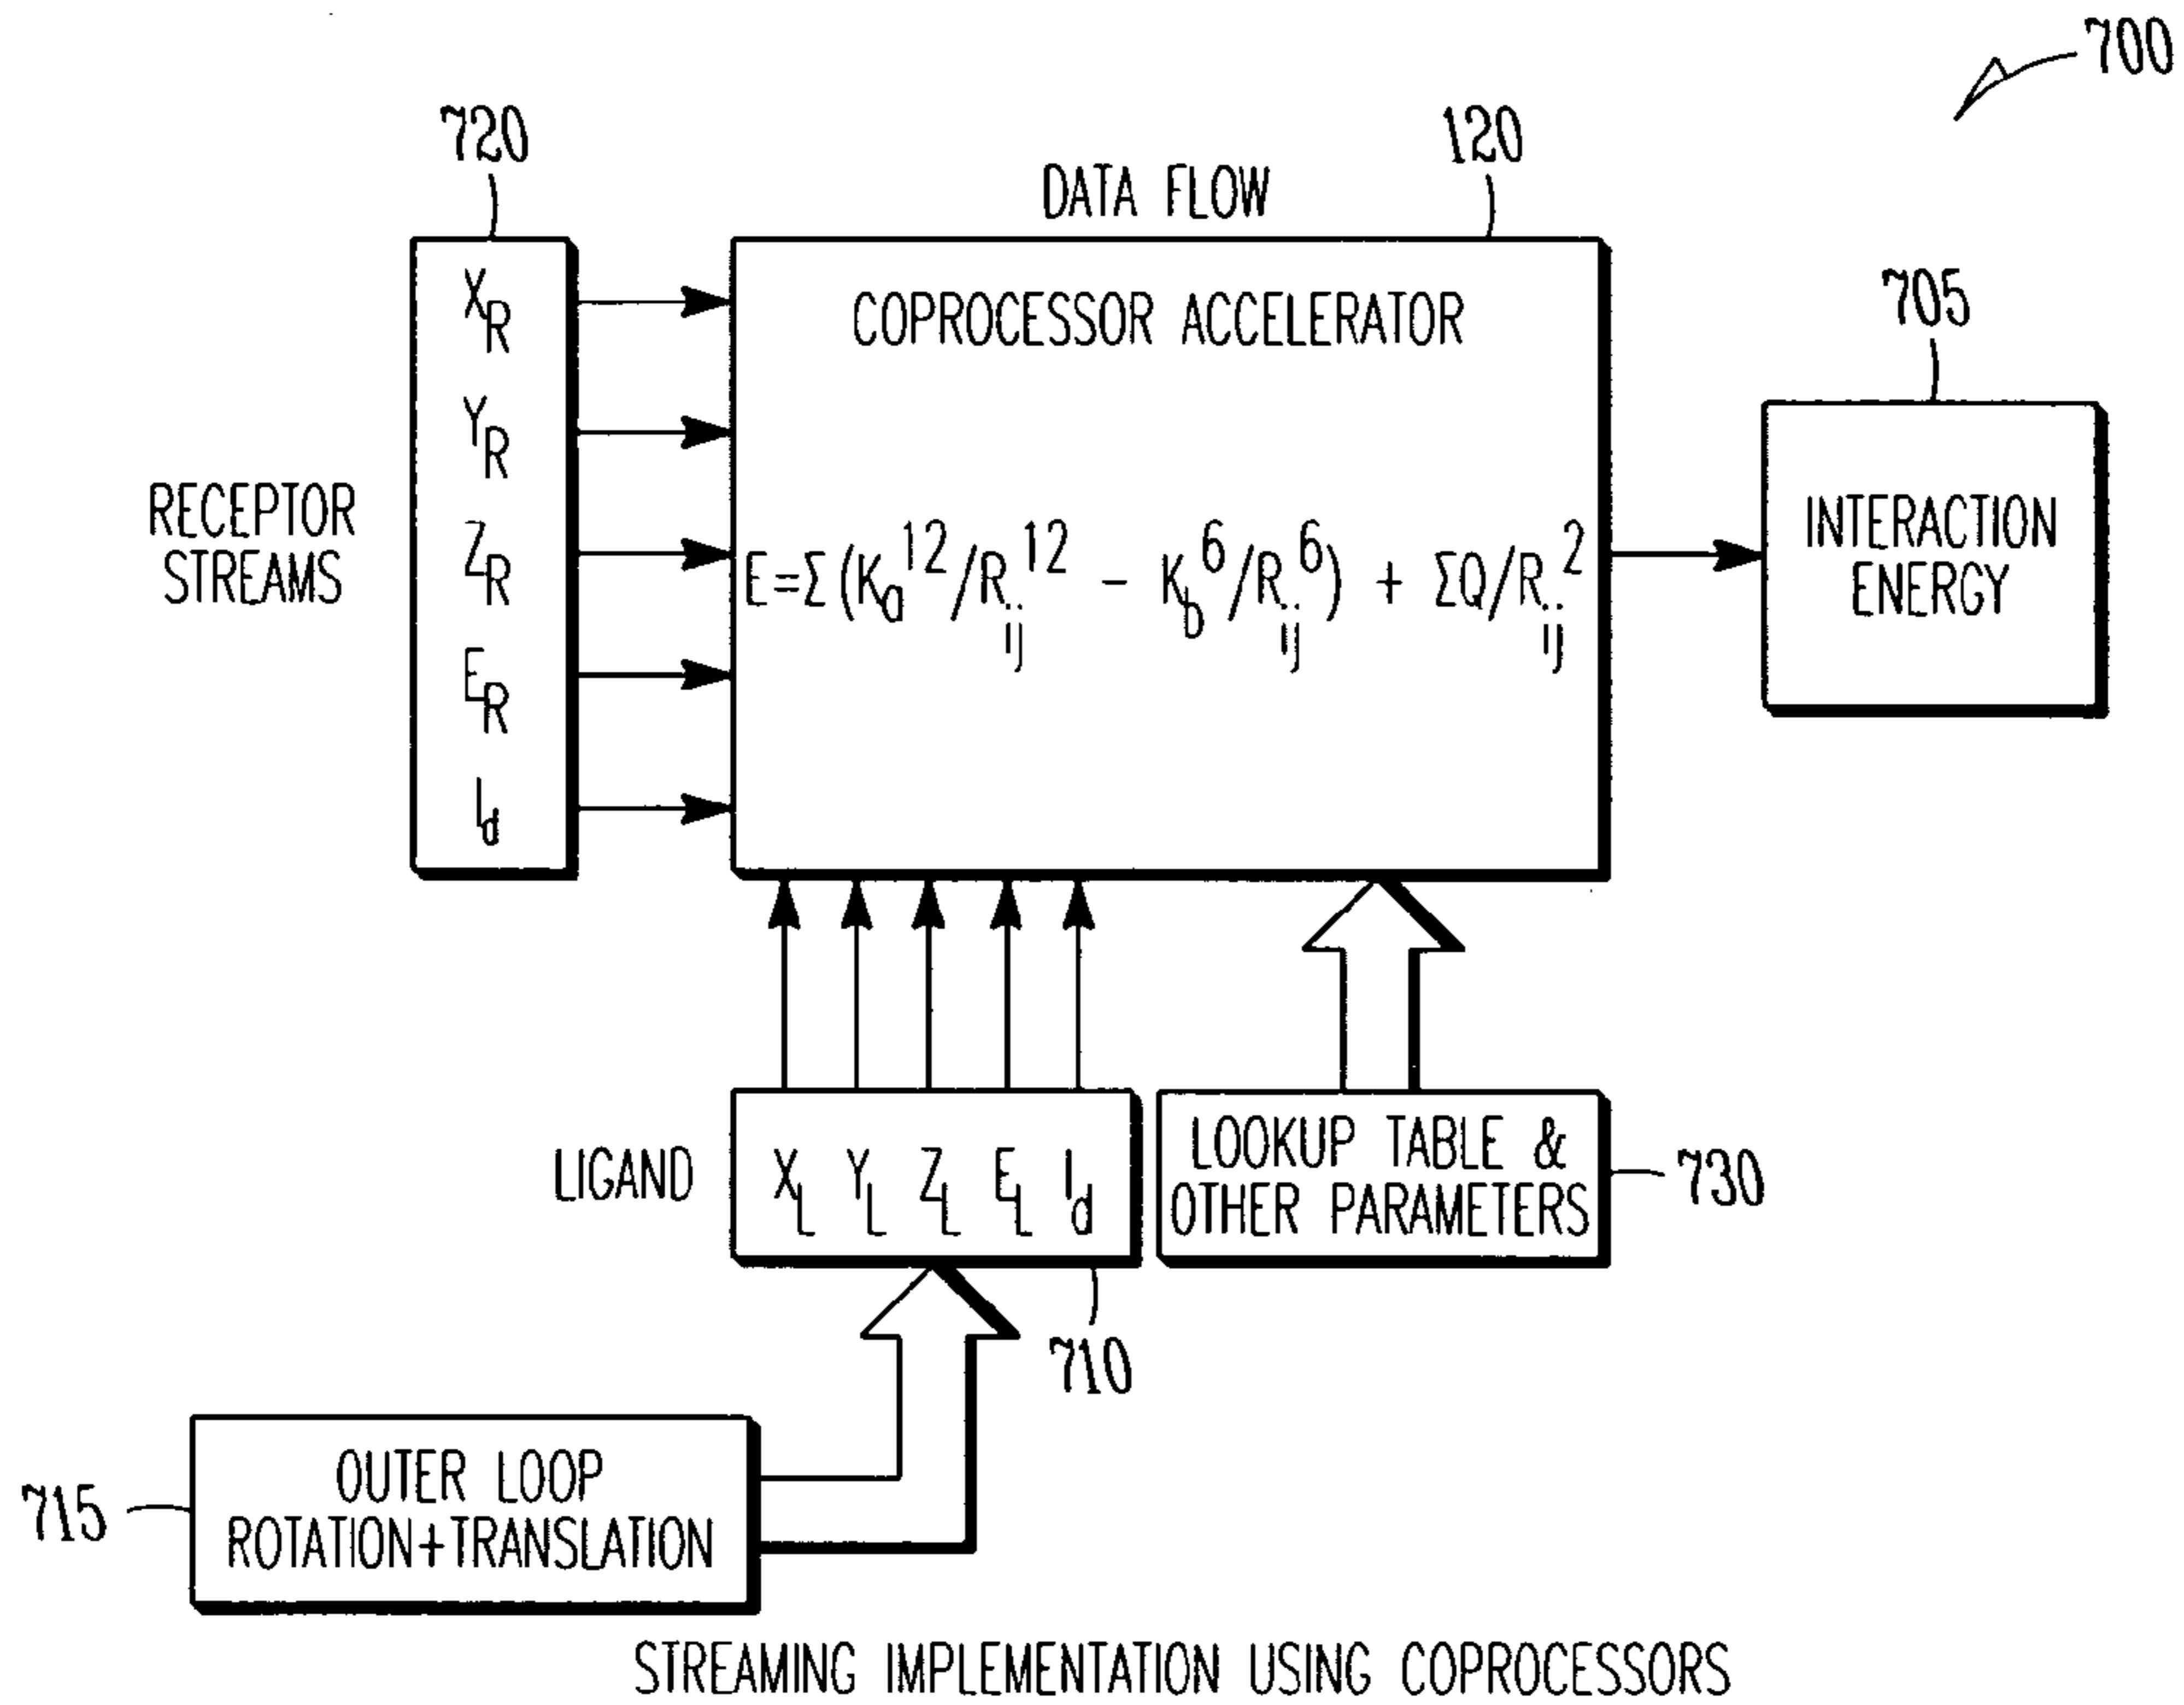 700
720
120
DATA FLOW
COPROCESSOR ACCELERATOR
705
X_R
Y_R
Z_R
E_R
I_d
RECEPTOR
STREAMS
E=Σ(K_a^12/R_ij^12 - K_b^6/R_ij^6) + ΣQ/R_ij^2
INTERACTION
ENERGY
LIGAND
X_L Y_L Z_L E_L I_d
LOOKUP TABLE &
OTHER PARAMETERS
730
710
715
OUTER LOOP
ROTATION+TRANSLATION
STREAMING IMPLEMENTATION USING COPROCESSORS